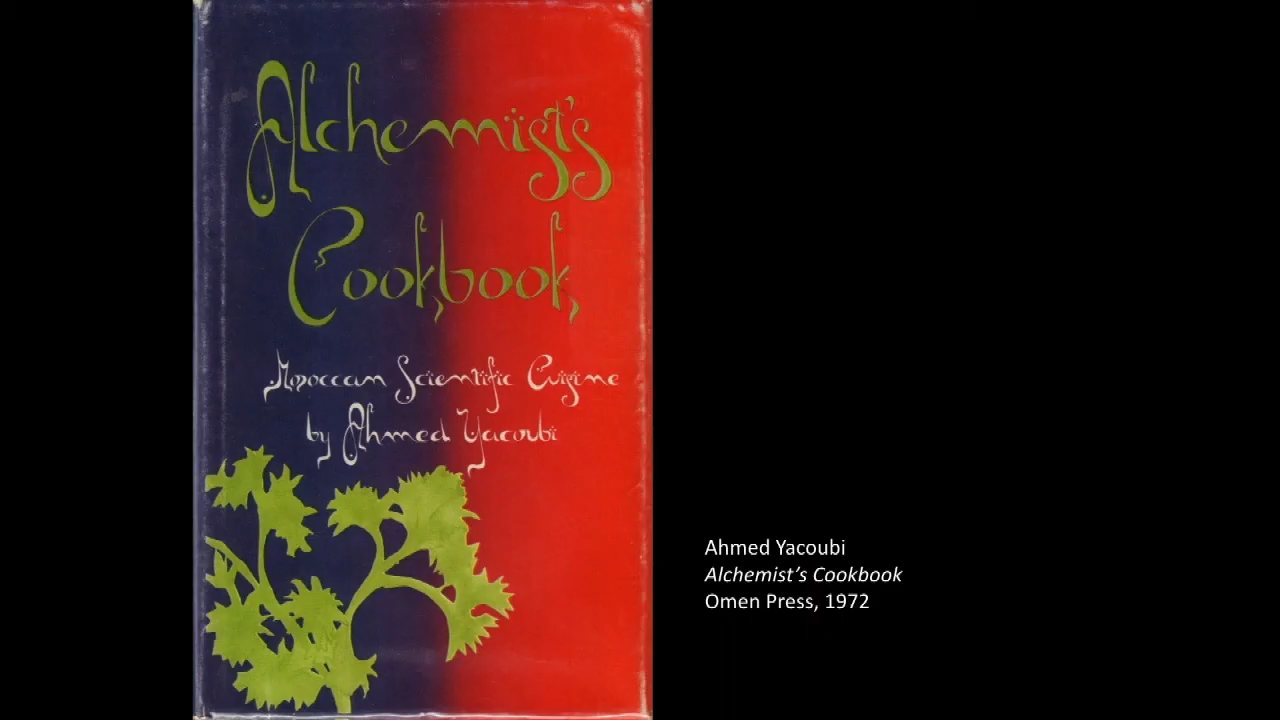 Alchemist's
Cookbook
Moroccan Scientific Cuisine
by Ahmed Yacoubi
Ahmed Yacoubi
Alchemist’s Cookbook
Omen Press, 1972